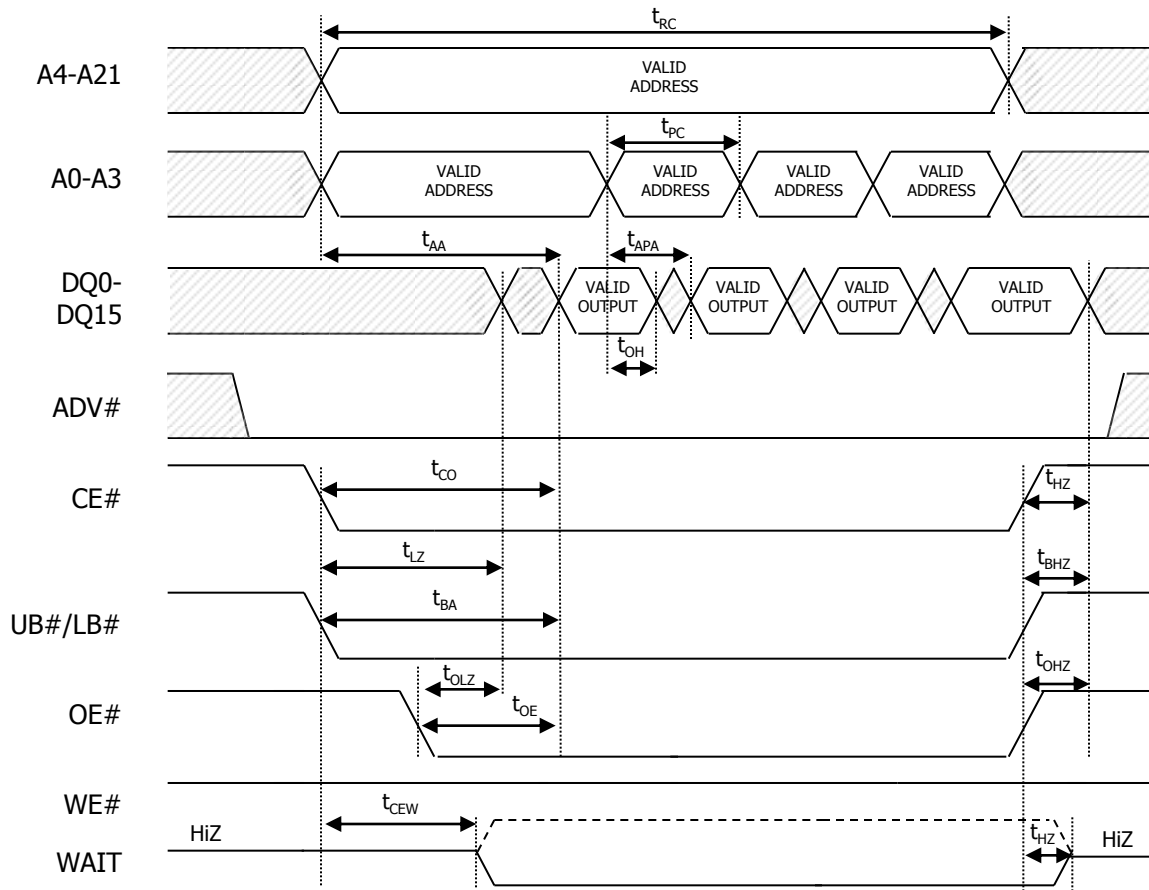 tRC
A4-A21
VALID
ADDRESS
tPC
A0-A3
VALID
ADDRESS
VALID
ADDRESS
VALID
ADDRESS
VALID
ADDRESS
tAA
tAPA
DQ0-
DQ15
VALID
OUTPUT
VALID
OUTPUT
VALID
OUTPUT
VALID
OUTPUT
tOH
ADV#
tCO
tHZ
CE#
tLZ
tBHZ
tBA
UB#/LB#
tOLZ
tOHZ
tOE
OE#
WE#
tCEW
HiZ
tHZ
HiZ
WAIT